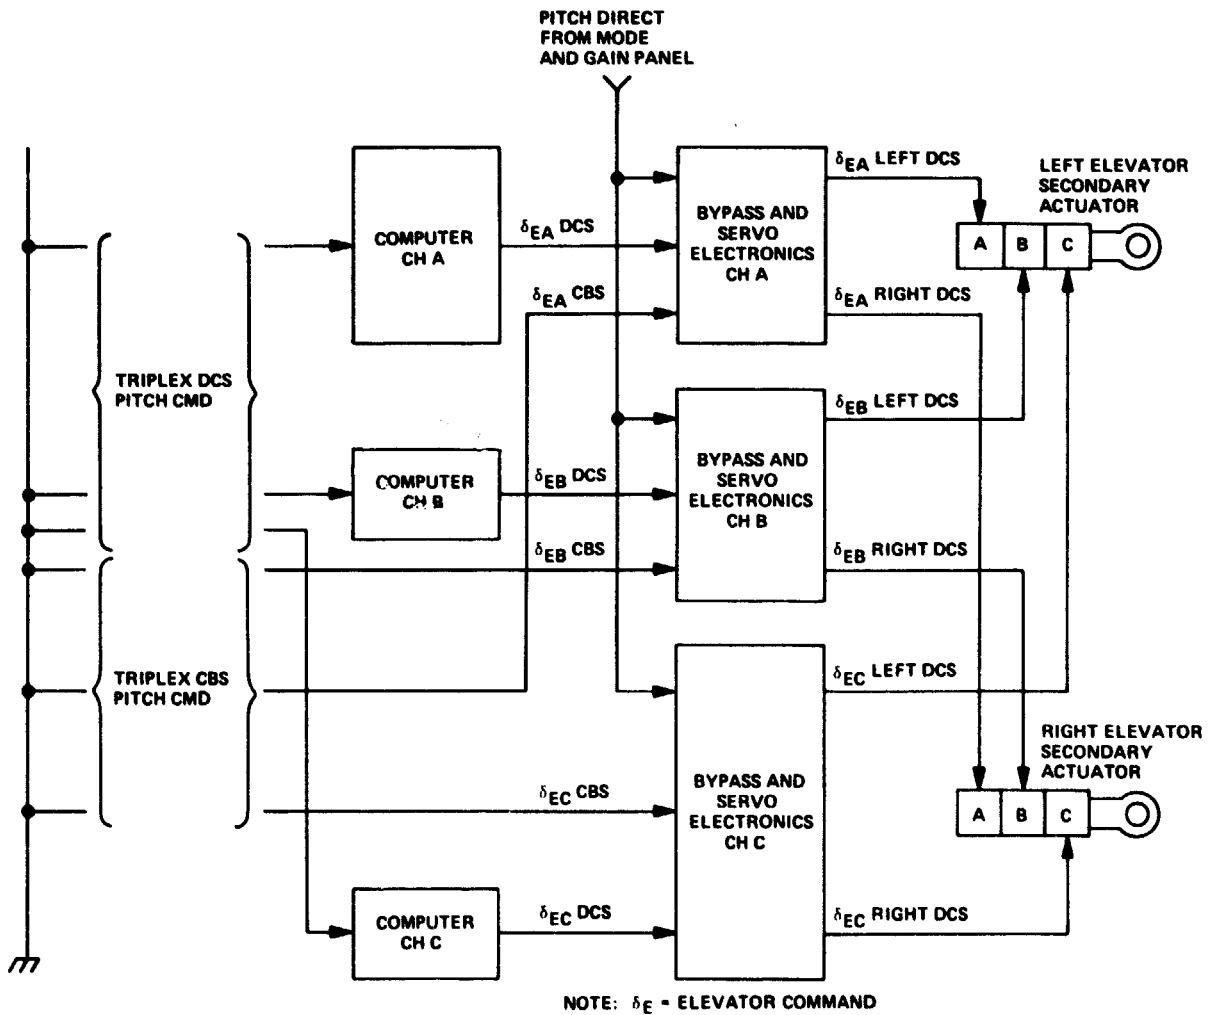 PITCH DIRECT
FROM MODE
AND GAIN PANEL
δEA LEFT DCS
LEFT ELEVATOR
SECONDARY
ACTUATOR
COMPUTER
CH A
δEA DCS
BYPASS AND
SERVO
ELECTRONICS
CH A
A B C
δEA CBS
δEA RIGHT DCS
TRIPLEX DCS
PITCH CMD
δEB LEFT DCS
COMPUTER
CH B
δEB DCS
BYPASS AND
SERVO
ELECTRONICS
CH B
δEB CBS
δEB RIGHT DCS
TRIPLEX CBS
PITCH CMD
δEC LEFT DCS
RIGHT ELEVATOR
SECONDARY
ACTUATOR
δEC CBS
BYPASS AND
SERVO
ELECTRONICS
CH C
A B C
COMPUTER
CH C
δEC DCS
δEC RIGHT DCS
NOTE: δE = ELEVATOR COMMAND